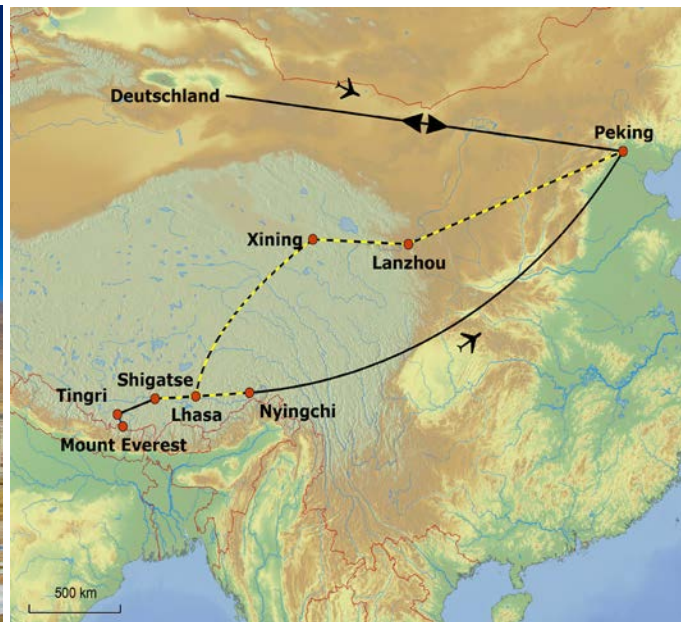 Deutschland
Peking
Xining
Lanzhou
Shigatse
Tingri
Lhasa
Nyingchi
Mount Everest
500 km